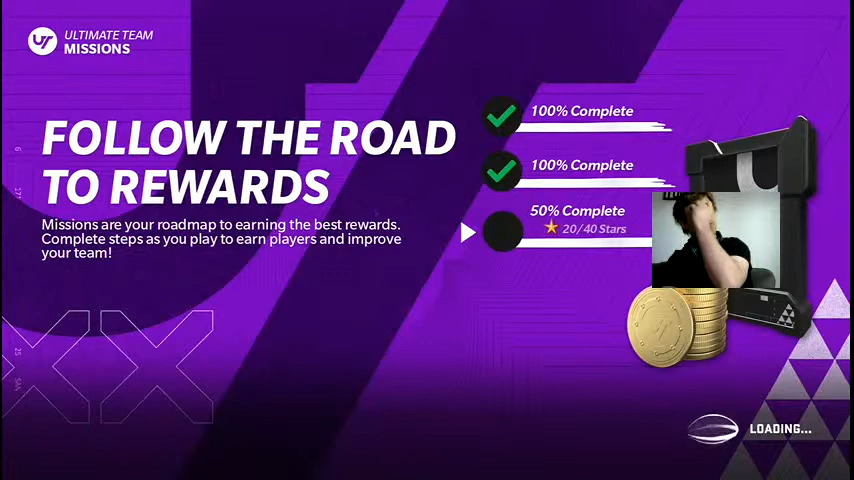 UT ULTIMATE TEAM
MISSIONS
FOLLOW THE ROAD
TO REWARDS
Missions are your roadmap to earning the best rewards.
Complete steps as you play to earn players and improve
your team!
100% Complete
100% Complete
50% Complete
20/40 Stars
LOADING...